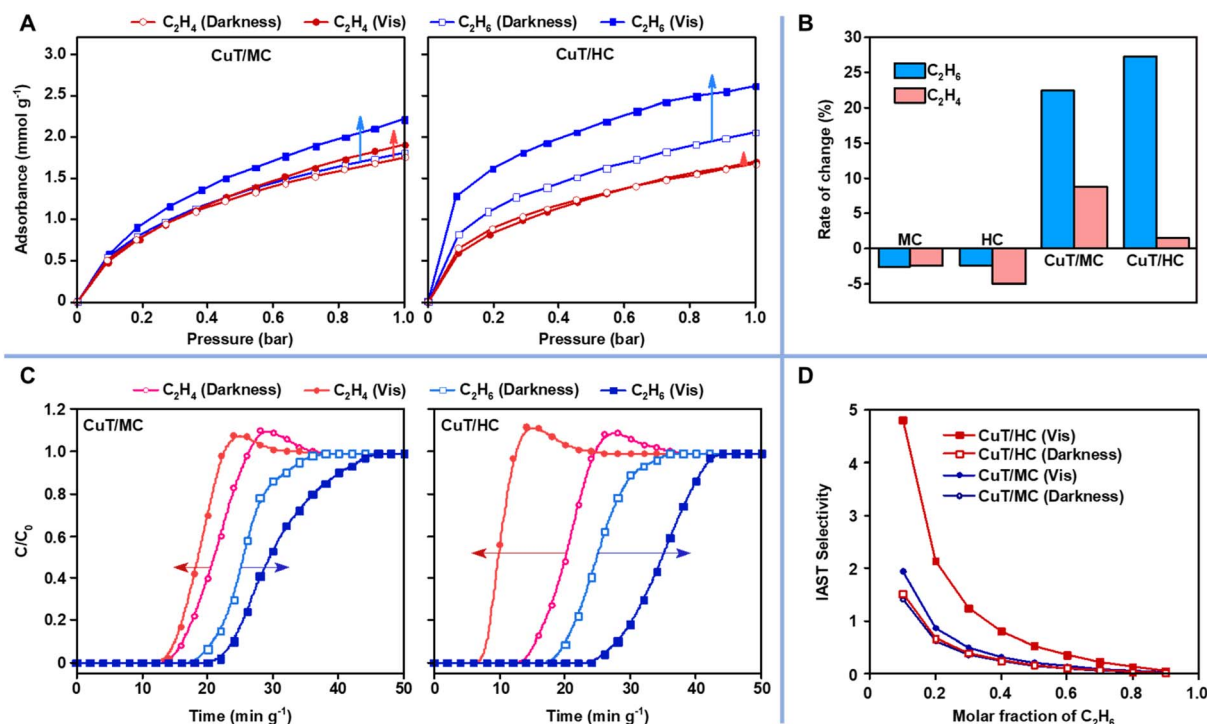 A
C₂H₄ (Darkness) C₂H₄ (Vis) C₂H₆ (Darkness) C₂H₆ (Vis)
CuT/MC
CuT/HC
Adsorbance (mmol g⁻¹)
3.0
2.5
2.0
1.5
1.0
0.5
0
0 0.2 0.4 0.6 0.8 1.0
0 0.2 0.4 0.6 0.8 1.0
Pressure (bar)
Pressure (bar)
B
Rate of change (%)
30
25
20
15
10
5
0
-5
C₂H₆
C₂H₄
MC
HC
CuT/MC
CuT/HC
C
C₂H₄ (Darkness) C₂H₄ (Vis) C₂H₆ (Darkness) C₂H₆ (Vis)
CuT/MC
CuT/HC
C/C₀
1.2
1.0
0.8
0.6
0.4
0.2
0
0 10 20 30 40 50
0 10 20 30 40 50
Time (min g⁻¹)
Time (min g⁻¹)
D
IAST Selectivity
5
4
3
2
1
0
CuT/HC (Vis)
CuT/HC (Darkness)
CuT/MC (Vis)
CuT/MC (Darkness)
0 0.2 0.4 0.6 0.8 1.0
Molar fraction of C₂H₆